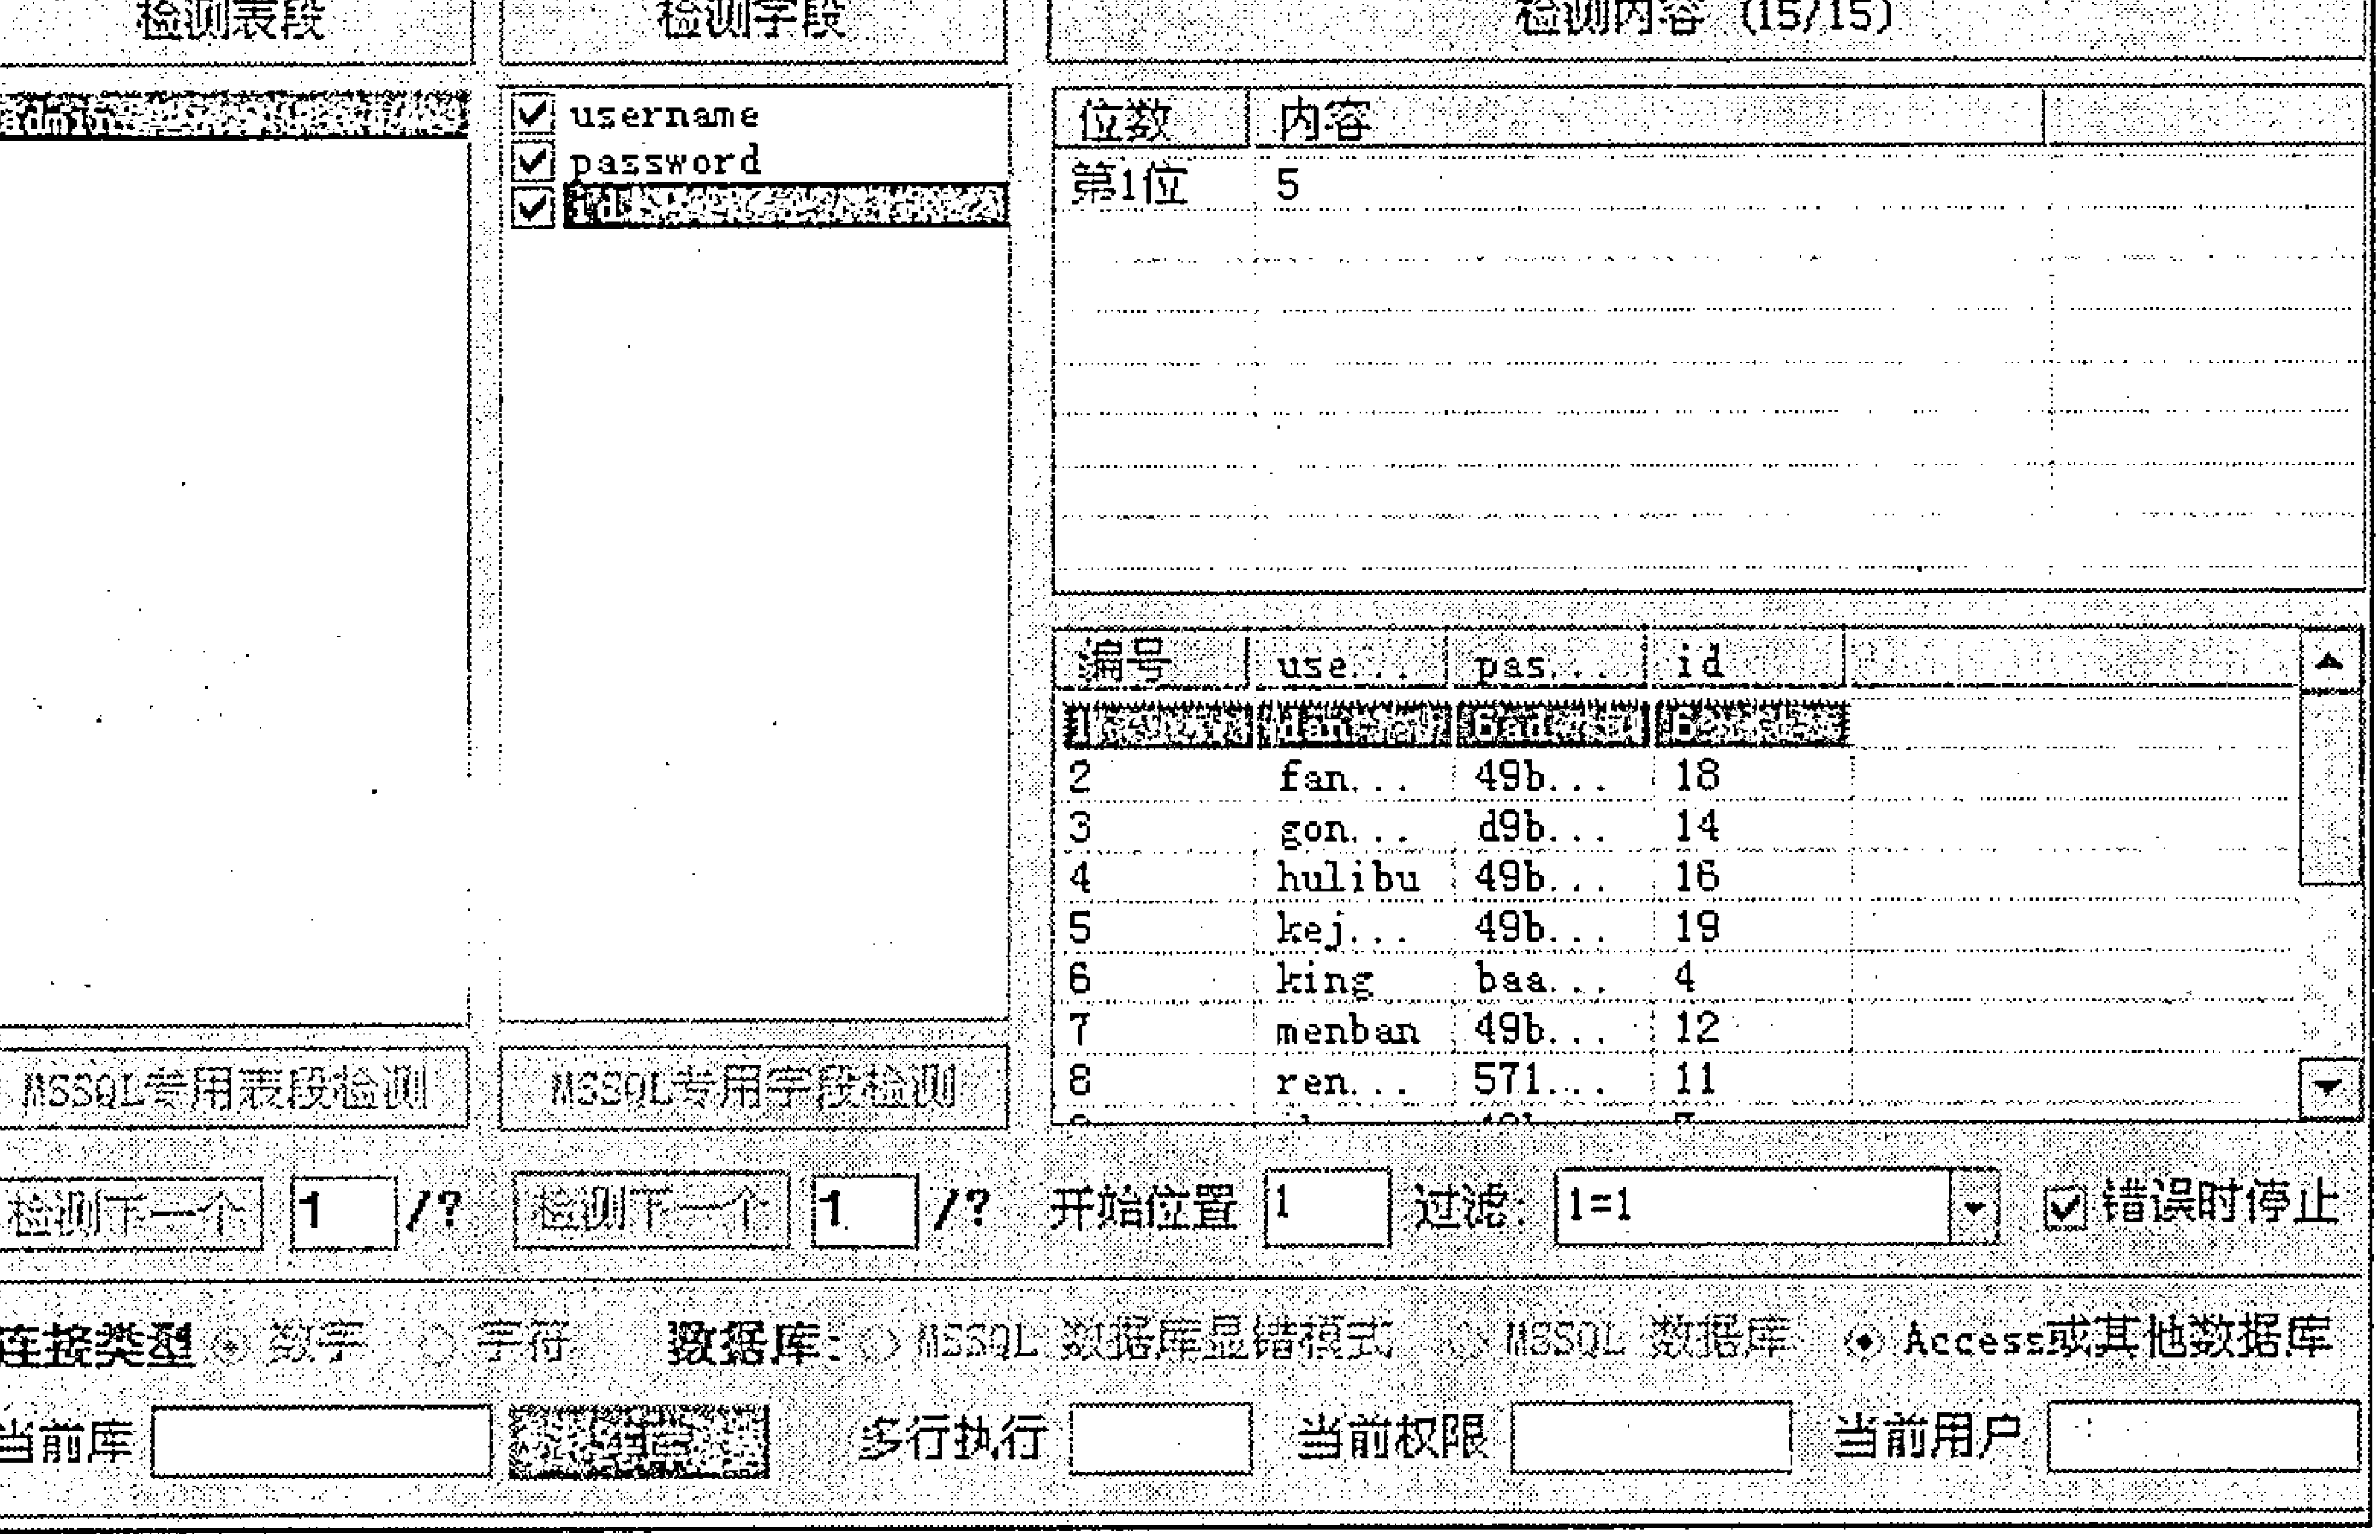 检测表段 检测字段 检测内容 (15/15)
admin
username
password
id
位数 内容
第1位 5
编号 use... pas... id
1 dan 6ad 6
2 fan... 49b... 18
3 gon... d9b... 14
4 hulibu 49b... 16
5 kej... 49b... 19
6 king baa... 4
7 menban 49b... 12
8 ren... 571... 11
MSSQL专用表段检测 MSSQL专用字段检测
检测下一个 1 /? 检测下一个 1 /? 开始位置 1 过滤: 1=1 错误时停止
连接类型 数字 字符 数据库: MSSQL 数据库显错模式 MSSQL 数据库 Access或其他数据库
当前库 多行执行 当前权限 当前用户